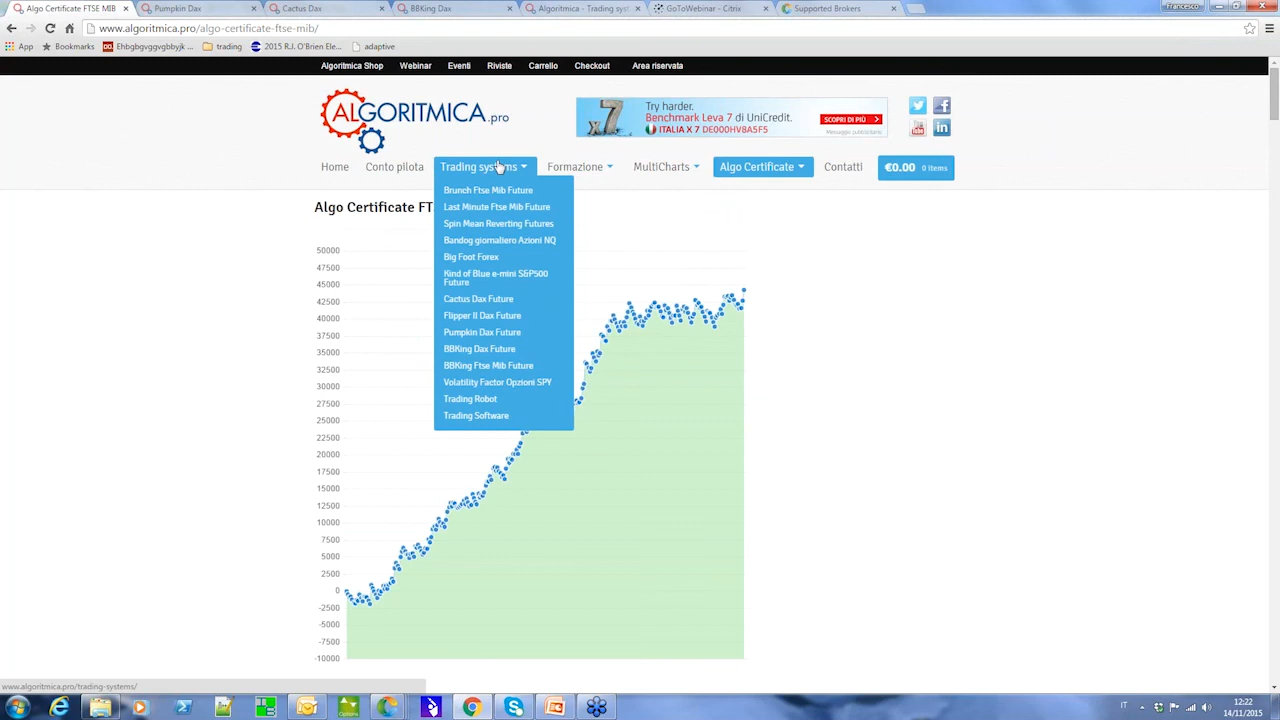 Algo Certificate FTSE MIB
Pumpkin Dax
Cactus Dax
BBKing Dax
Algoritmica - Trading syst
GoToWebinar - Citrix
Supported Brokers
Francesco
www.algoritmica.pro/algo-certificate-ftse-mib/
App
Bookmarks
Ehbgbgvggvgbbyjk ...
trading
2015 R.J. O'Brien Ele...
adaptive
Algoritmica Shop
Webinar
Eventi
Riviste
Carrello
Checkout
Area riservata
ALGORITMICA.pro
x7
Try harder.
Benchmark Leva 7 di UniCredit.
ITALIA X 7 DE000HV8A5F5
SCOPRI DI PIÙ
Messaggio pubblicitario
Home
Conto pilota
Trading systems
Formazione
MultiCharts
Algo Certificate
Contatti
€0.00 0 items
Brunch Ftse Mib Future
Last Minute Ftse Mib Future
Spin Mean Reverting Futures
Bandog giornaliero Azioni NQ
Big Foot Forex
Kind of Blue e-mini S&P500
Future
Cactus Dax Future
Flipper II Dax Future
Pumpkin Dax Future
BBKing Dax Future
BBKing Ftse Mib Future
Volatility Factor Opzioni SPY
Trading Robot
Trading Software
Algo Certificate FT
50000
47500
45000
42500
40000
37500
35000
32500
30000
27500
25000
22500
20000
17500
15000
12500
10000
7500
5000
2500
0
-2500
-5000
-7500
-10000
www.algoritmica.pro/trading-systems/
Options
IT
12:22
14/11/2015